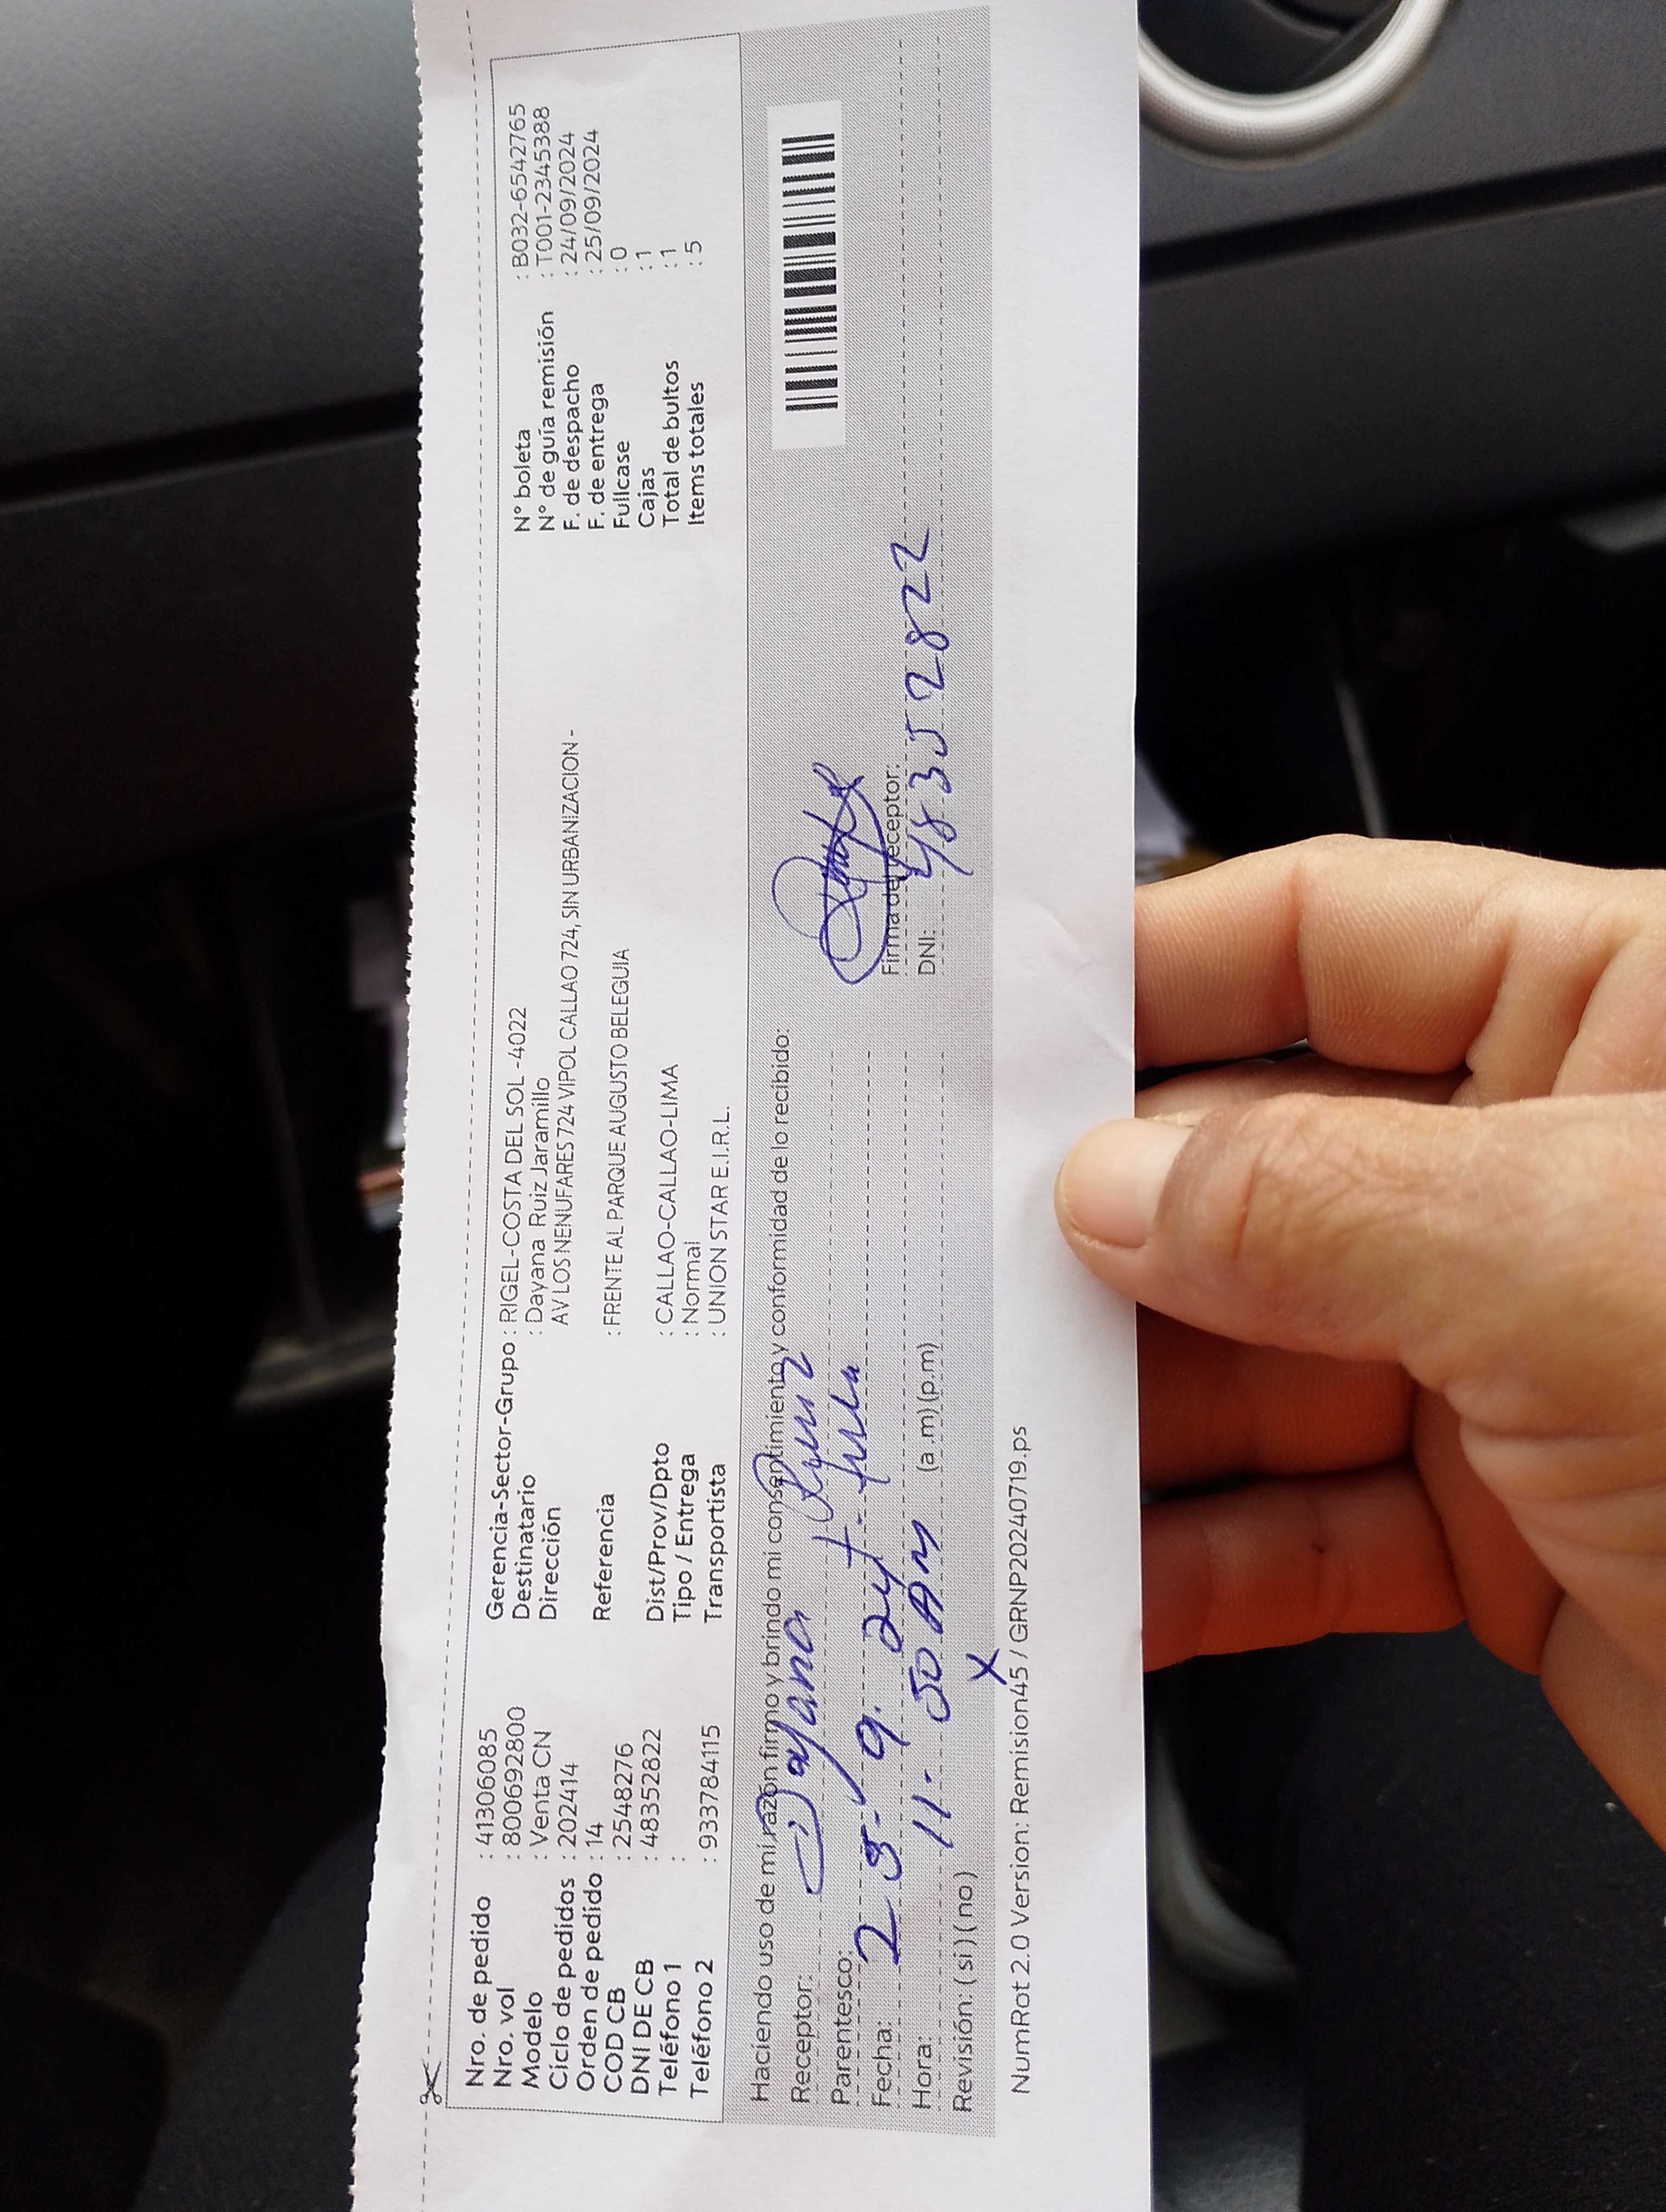 Nro. de pedido : 41306085
Nro. vol : 800692800
Modelo : Venta CN
Ciclo de pedidos : 202414
Orden de pedido : 14
COD CB : 2548276
DNI DE CB : 48352822
Teléfono 1 :
Teléfono 2 : 933784115
Gerencia-Sector-Grupo : RIGEL-COSTA DEL SOL -4022
Destinatario : Dayana Ruiz Jaramillo
Dirección AV LOS NENUFARES 724 VIPOL CALLAO 724, SIN URBANIZACION -
Referencia : FRENTE AL PARQUE AUGUSTO BELEGUIA
Dist/Prov/Dpto : CALLAO-CALLAO-LIMA
Tipo / Entrega : Normal
Transportista : UNION STAR E.I.R.L.
N° boleta : B032-6542765
N° de guía remisión : T001-2345388
F. de despacho : 24/09/2024
F. de entrega : 25/09/2024
Fullcase : 0
Cajas : 1
Total de bultos : 1
Items totales : 5
Haciendo uso de mi razón firmo y brindo mi consentimiento y conformidad de lo recibido:
Receptor: Dayana Ruiz
Parentesco:
Fecha: 25-9. 24
Hora: 11-50 AM (a.m) (p.m)
Revisión: (si) (no) X
Firma del receptor:
DNI: 48352822
NumRot 2.0 Version: Remision45 / GRNP20240719.ps